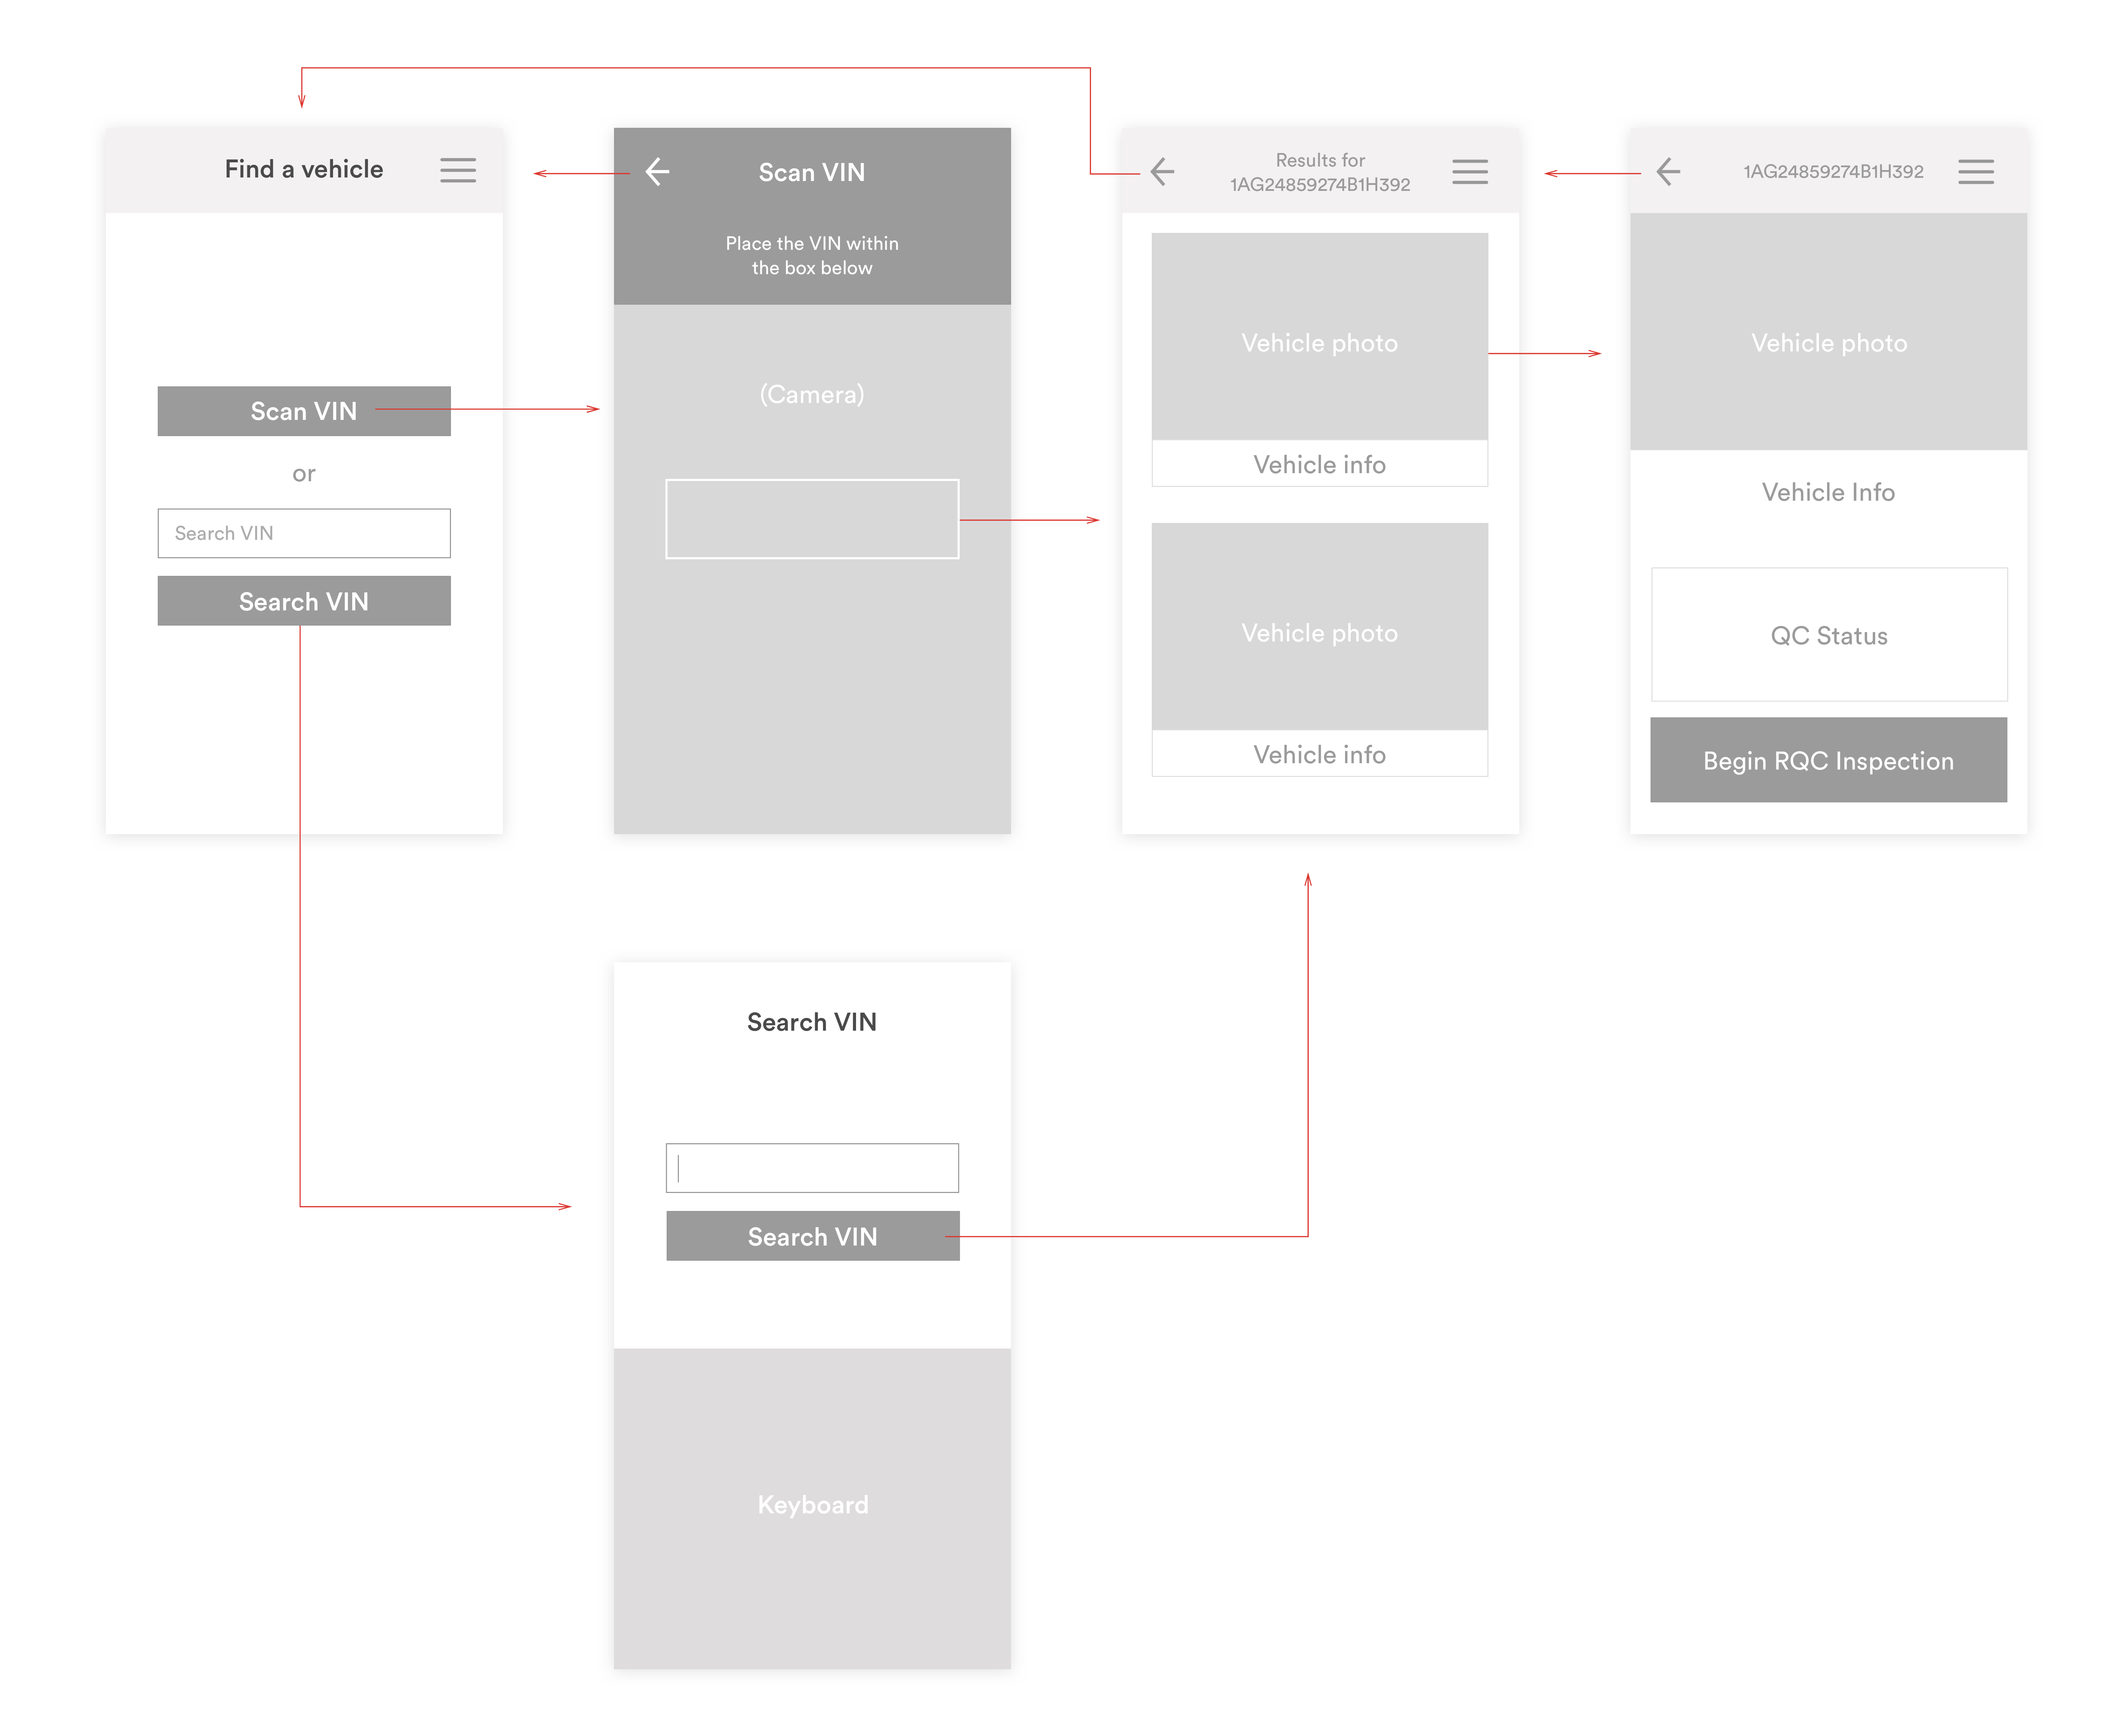 Find a vehicle
Scan VIN
or
Search VIN
Search VIN
Scan VIN
Place the VIN within
the box below
(Camera)
Results for
1AG24859274B1H392
Vehicle photo
Vehicle info
Vehicle photo
Vehicle info
1AG24859274B1H392
Vehicle photo
Vehicle Info
QC Status
Begin RQC Inspection
Search VIN
Search VIN
Keyboard